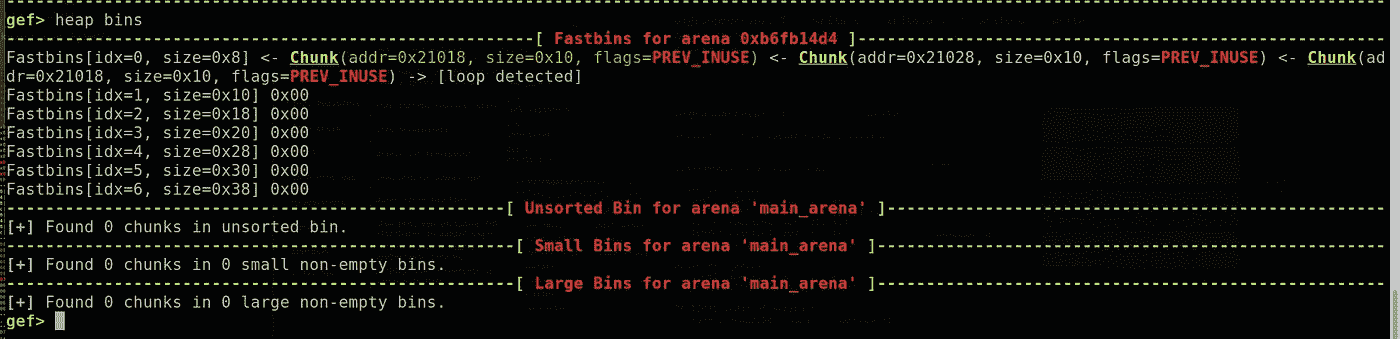 gef> heap bins
[ Fastbins for arena 0xb6fb14d4 ]
Fastbins[idx=0, size=0x8] <- Chunk(addr=0x21018, size=0x10, flags=PREV_INUSE) <- Chunk(addr=0x21028, size=0x10, flags=PREV_INUSE) <- Chunk(ad
dr=0x21018, size=0x10, flags=PREV_INUSE) -> [loop detected]
Fastbins[idx=1, size=0x10] 0x00
Fastbins[idx=2, size=0x18] 0x00
Fastbins[idx=3, size=0x20] 0x00
Fastbins[idx=4, size=0x28] 0x00
Fastbins[idx=5, size=0x30] 0x00
Fastbins[idx=6, size=0x38] 0x00
[ Unsorted Bin for arena 'main_arena' ]
[+] Found 0 chunks in unsorted bin.
[ Small Bins for arena 'main_arena' ]
[+] Found 0 chunks in 0 small non-empty bins.
[ Large Bins for arena 'main_arena' ]
[+] Found 0 chunks in 0 large non-empty bins.
gef>